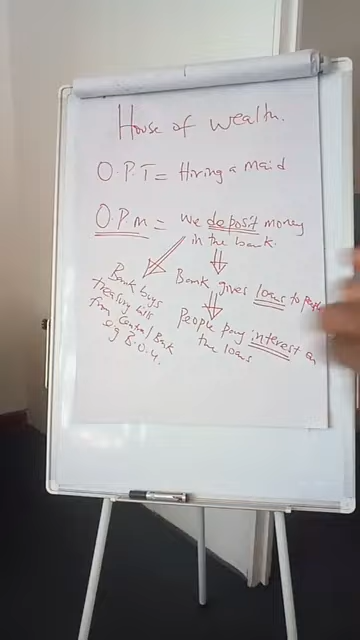 House of wealth.
O.P.T = Hiring a maid
O.P.M = we deposit money
in the bank.
Bank buys
treasury bills
from Central Bank
e.g B.O.U.
Bank gives loans to people
People pay interest on
the loans